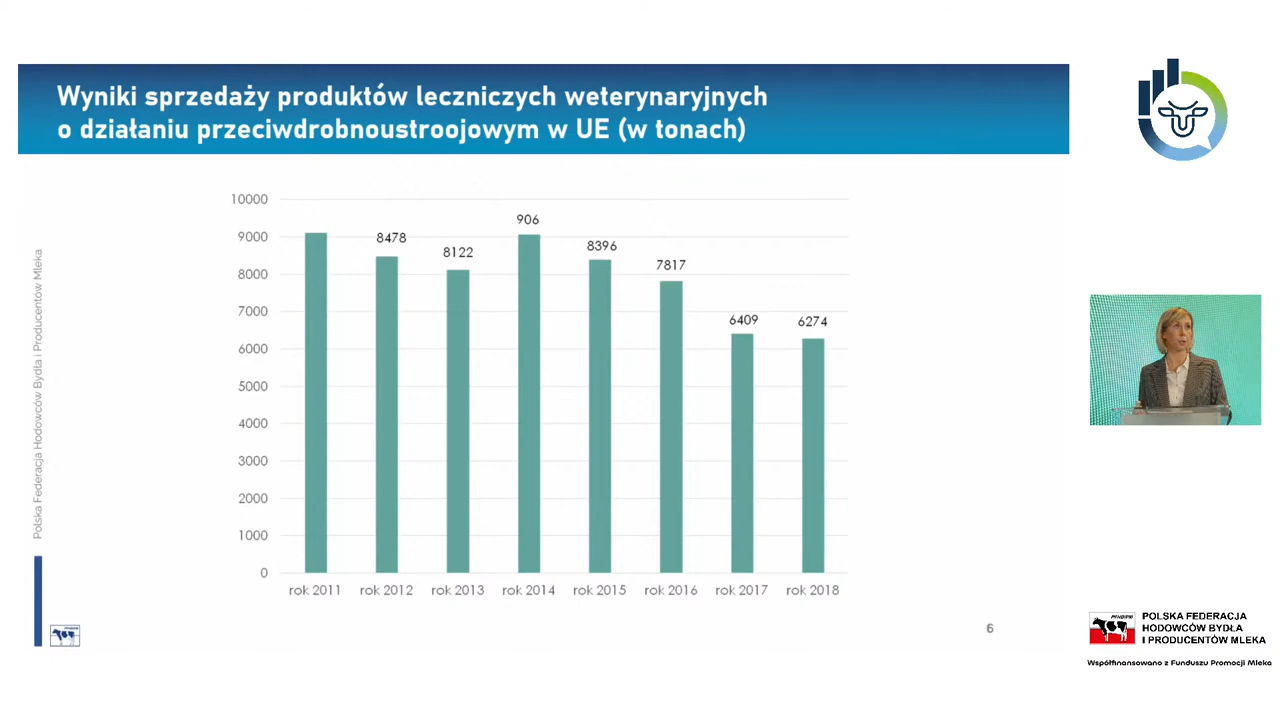 Wyniki sprzedaży produktów leczniczych weterynaryjnych
o działaniu przeciwdrobnoustroojowym w UE (w tonach)
Polska Federacja Hodowców Bydła i Producentów Mleka
10000
9000
8000
7000
6000
5000
4000
3000
2000
1000
0
8478
8122
906
8396
7817
6409
6274
rok 2011
rok 2012
rok 2013
rok 2014
rok 2015
rok 2016
rok 2017
rok 2018
6
POLSKA FEDERACJA
HODOWCÓW BYDŁA
I PRODUCENTÓW MLEKA
Współfinansowano z Funduszu Promocji Mleka